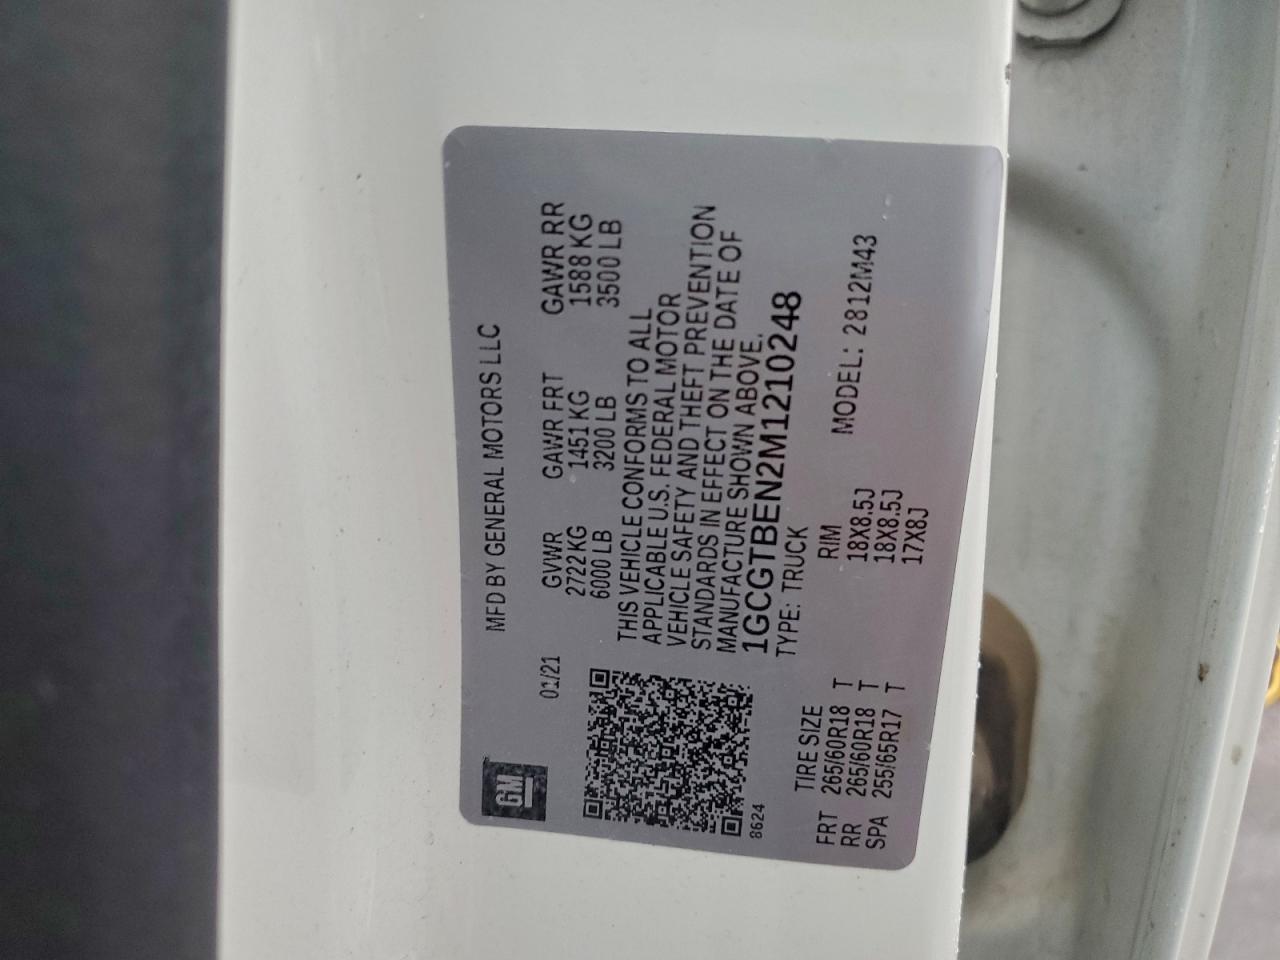 GM
MFD BY GENERAL MOTORS LLC
01/21
GVWR GAWR FRT GAWR RR
2722 KG 1451 KG 1588 KG
6000 LB 3200 LB 3500 LB
THIS VEHICLE CONFORMS TO ALL
APPLICABLE U.S. FEDERAL MOTOR
VEHICLE SAFETY AND THEFT PREVENTION
STANDARDS IN EFFECT ON THE DATE OF
MANUFACTURE SHOWN ABOVE.
1GCGTBEN2M1210248
8624
TYPE: TRUCK
TIRE SIZE RIM MODEL: 2812M43
FRT 265/60R18 T 18X8.5J
RR 265/60R18 T 18X8.5J
SPA 255/65R17 T 17X8J